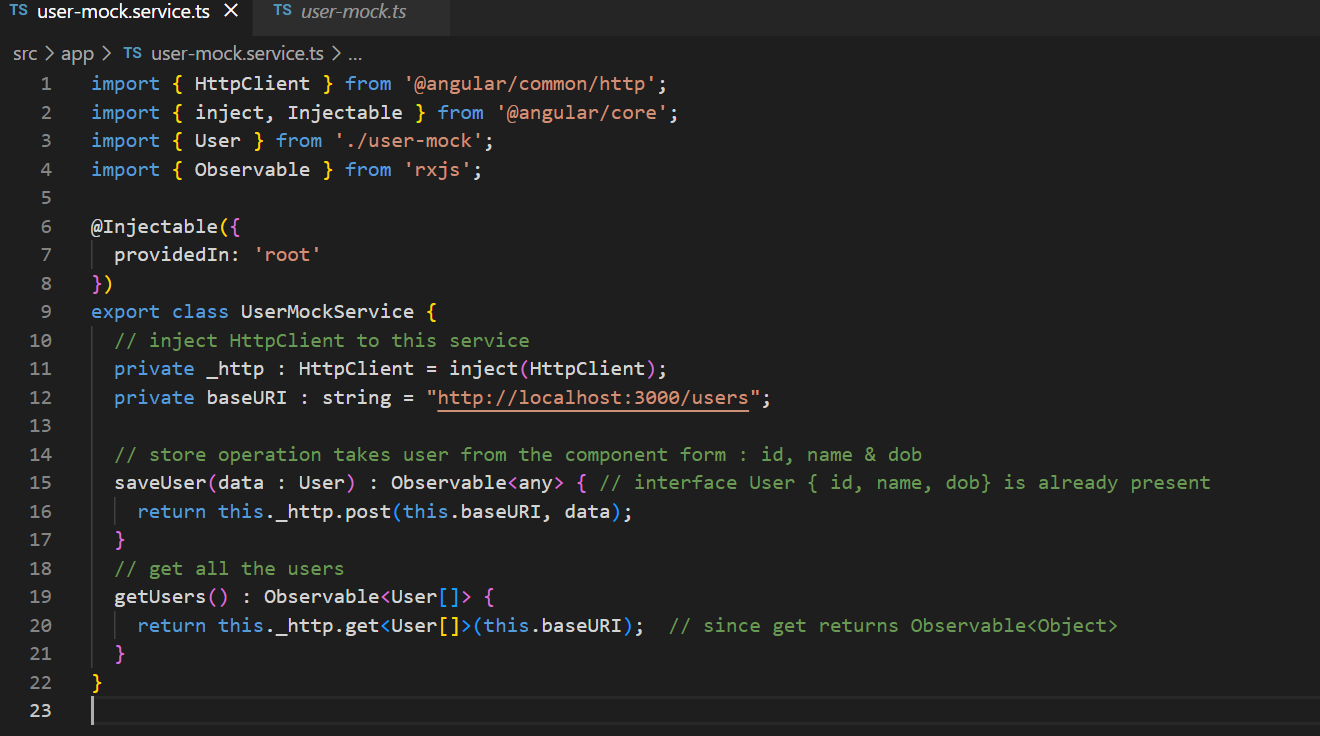 TS user-mock.service.ts × TS user-mock.ts
src > app > TS user-mock.service.ts > ...
1 import { HttpClient } from '@angular/common/http';
2 import { inject, Injectable } from '@angular/core';
3 import { User } from './user-mock';
4 import { Observable } from 'rxjs';
5
6 @Injectable({
7   providedIn: 'root'
8 })
9 export class UserMockService {
10   // inject HttpClient to this service
11   private _http : HttpClient = inject(HttpClient);
12   private baseURI : string = "http://localhost:3000/users";
13
14   // store operation takes user from the component form : id, name & dob
15   saveUser(data : User) : Observable<any> { // interface User { id, name, dob} is already present
16     return this._http.post(this.baseURI, data);
17   }
18   // get all the users
19   getUsers() : Observable<User[]> {
20     return this._http.get<User[]>(this.baseURI);  // since get returns Observable<Object>
21   }
22 }
23